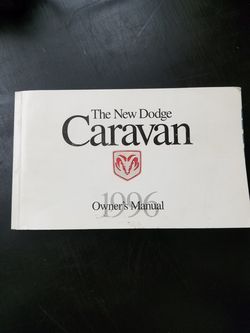 The New Dodge
Caravan
1996
Owner's Manual